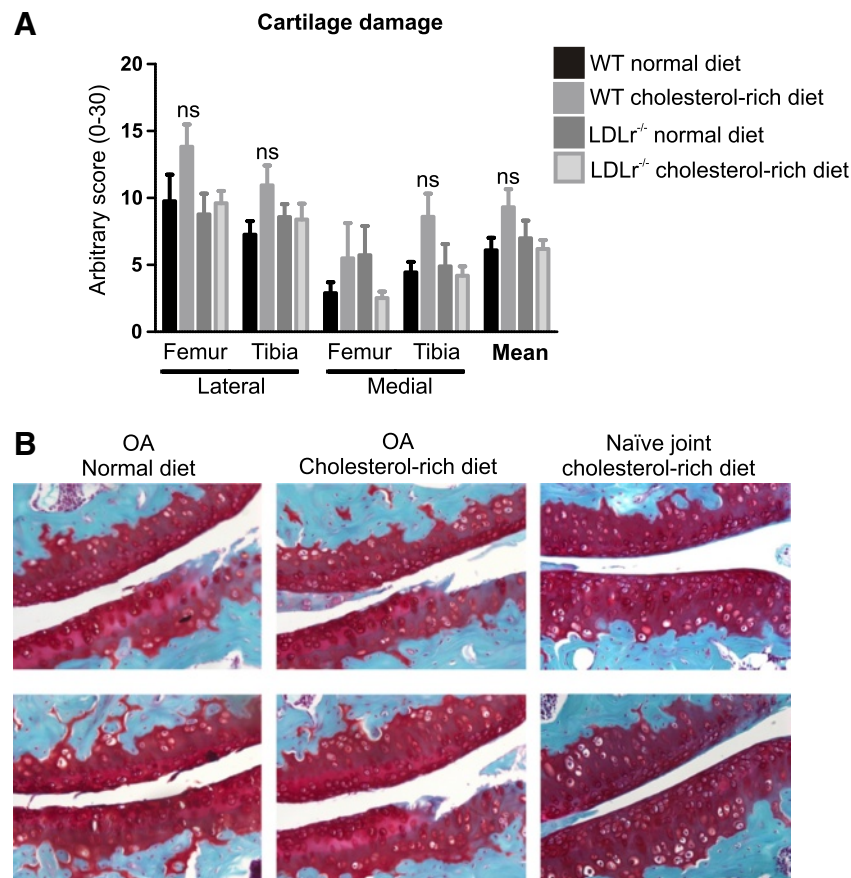 A
Cartilage damage
Arbitrary score (0-30)
20
15
10
5
0
ns
ns
ns
ns
WT normal diet
WT cholesterol-rich diet
LDLr-/- normal diet
LDLr-/- cholesterol-rich diet
Femur Tibia Femur Tibia Mean
Lateral Medial
B
OA
Normal diet
OA
Cholesterol-rich diet
Naïve joint
cholesterol-rich diet